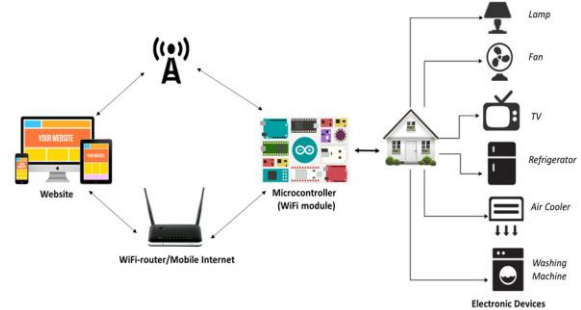 Lamp
Fan
YOUR WEBSITE
YOUR WEBSITE
TV
Refrigerator
Website
Microcontroller
(WiFi module)
Air Cooler
WiFi-router/Mobile Internet
Washing
Machine
Electronic Devices